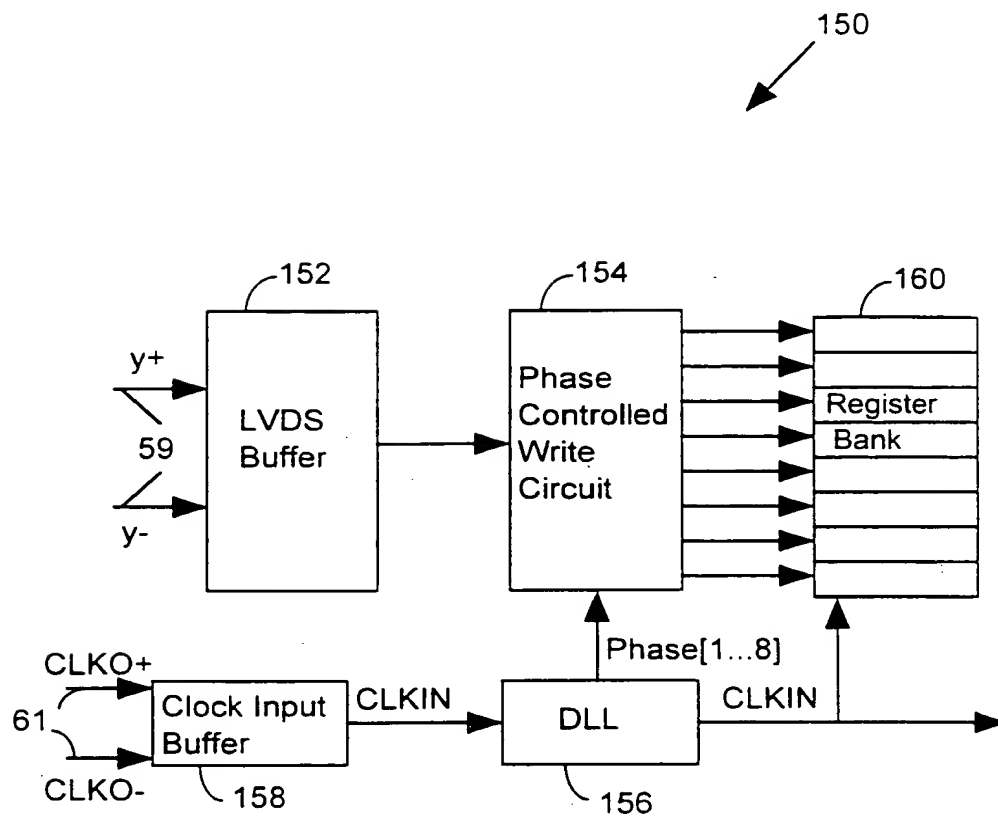 150
152
154
160
y+
LVDS
Buffer
59
y-
Phase
Controlled
Write
Circuit
Register
Bank
Phase[1...8]
CLKO+
61
CLKO-
Clock Input
Buffer
158
CLKIN
DLL
156
CLKIN